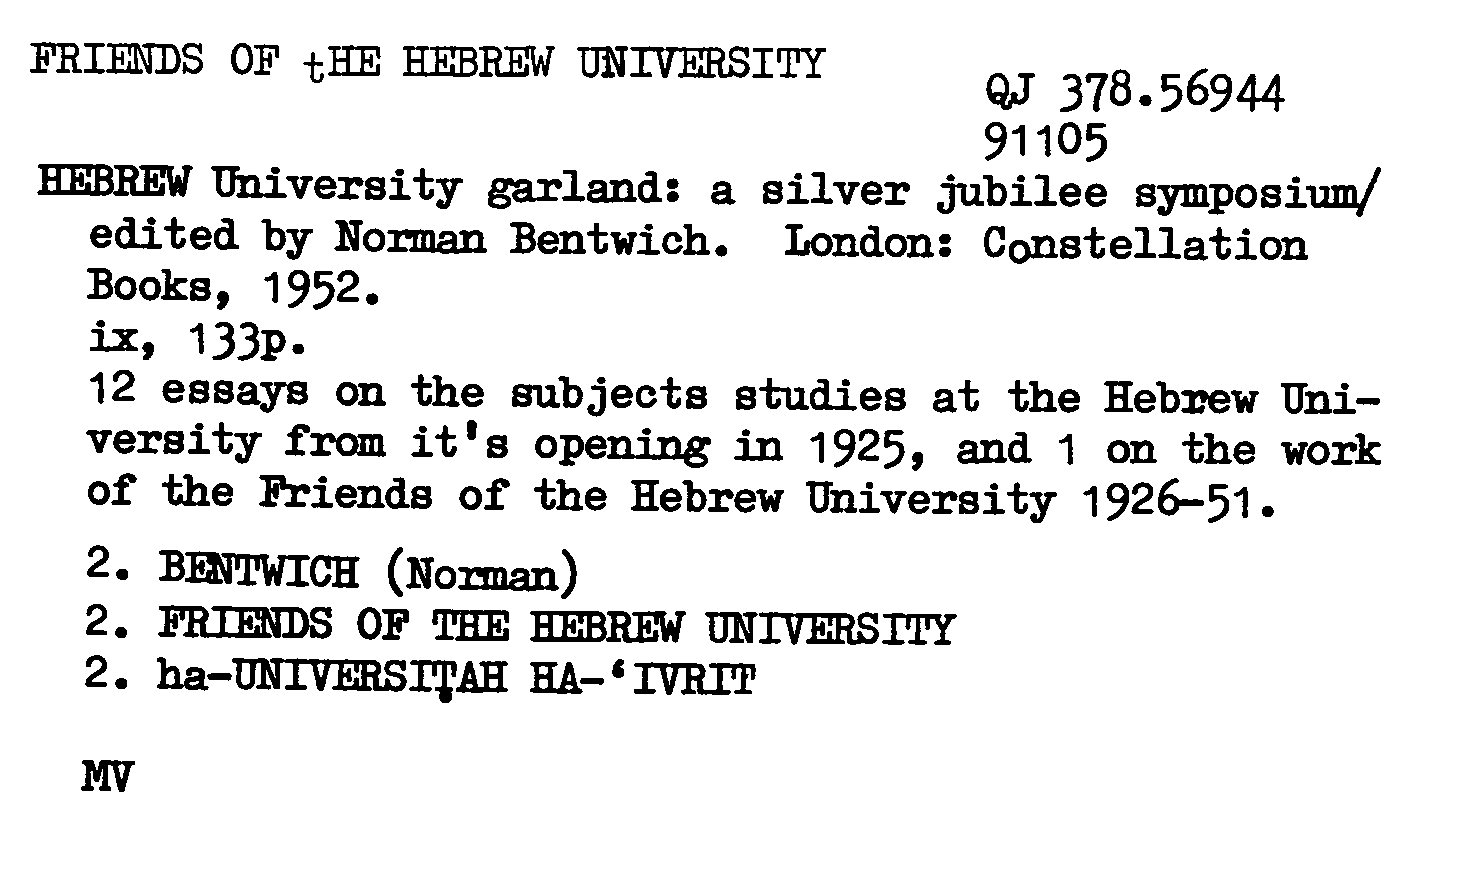 FRIENDS OF tHE HEBREW UNIVERSITY
QJ 378.56944
91105
HEBREW University garland: a silver jubilee symposium/
edited by Norman Bentwich. London: Constellation
Books, 1952.
ix, 133p.
12 essays on the subjects studies at the Hebrew Uni-
versity from it's opening in 1925, and 1 on the work
of the Friends of the Hebrew University 1926-51.
2. BENTWICH (Norman)
2. FRIENDS OF THE HEBREW UNIVERSITY
2. ha-UNIVERSIṬAH HA-‘IVRIT
MV